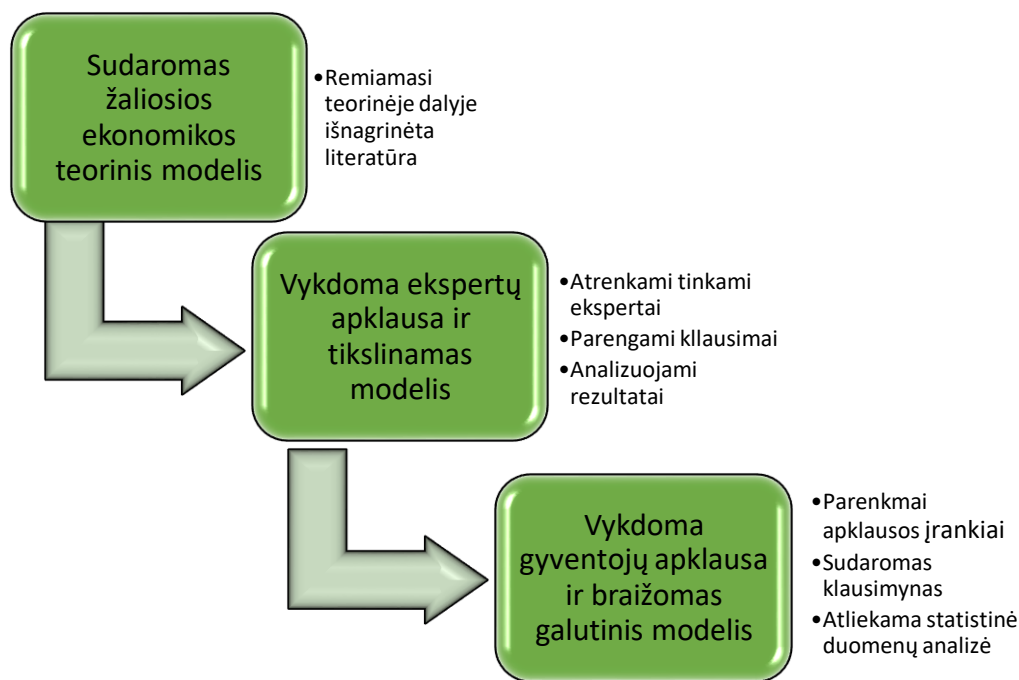 Sudaromas
žaliosios
ekonomikos
teorinis modelis
•Remiamasi
teorinėje dalyje
išnagrinėta
literatūra
Vykdoma ekspertų
apklausa ir
tikslinamas
modelis
•Atrenkami tinkami
ekspertai
•Parengami kllausimai
•Analizuojami
rezultatai
Vykdoma
gyventojų apklausa
ir braižomas
galutinis modelis
•Parenkmai
apklausos įrankiai
•Sudaromas
klausimynas
•Atliekama statistinė
duomenų analizė